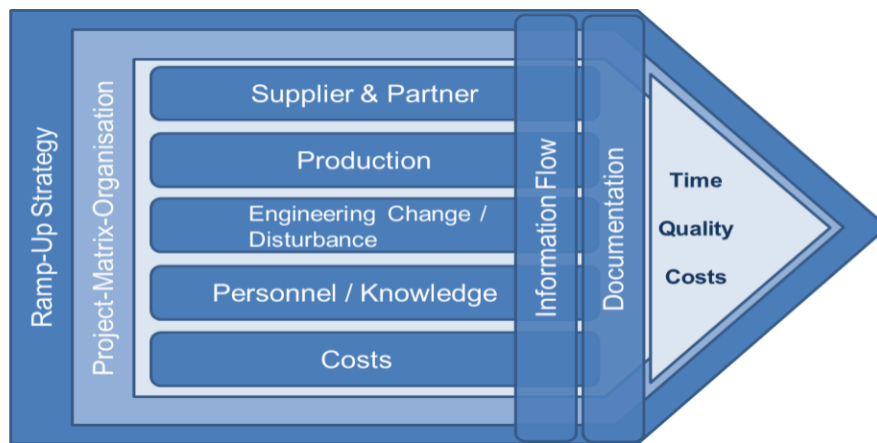 Ramp-Up Strategy
Project-Matrix-Organisation
Supplier & Partner
Production
Engineering Change /
Disturbance
Personnel / Knowledge
Costs
Information Flow
Documentation
Time
Quality
Costs